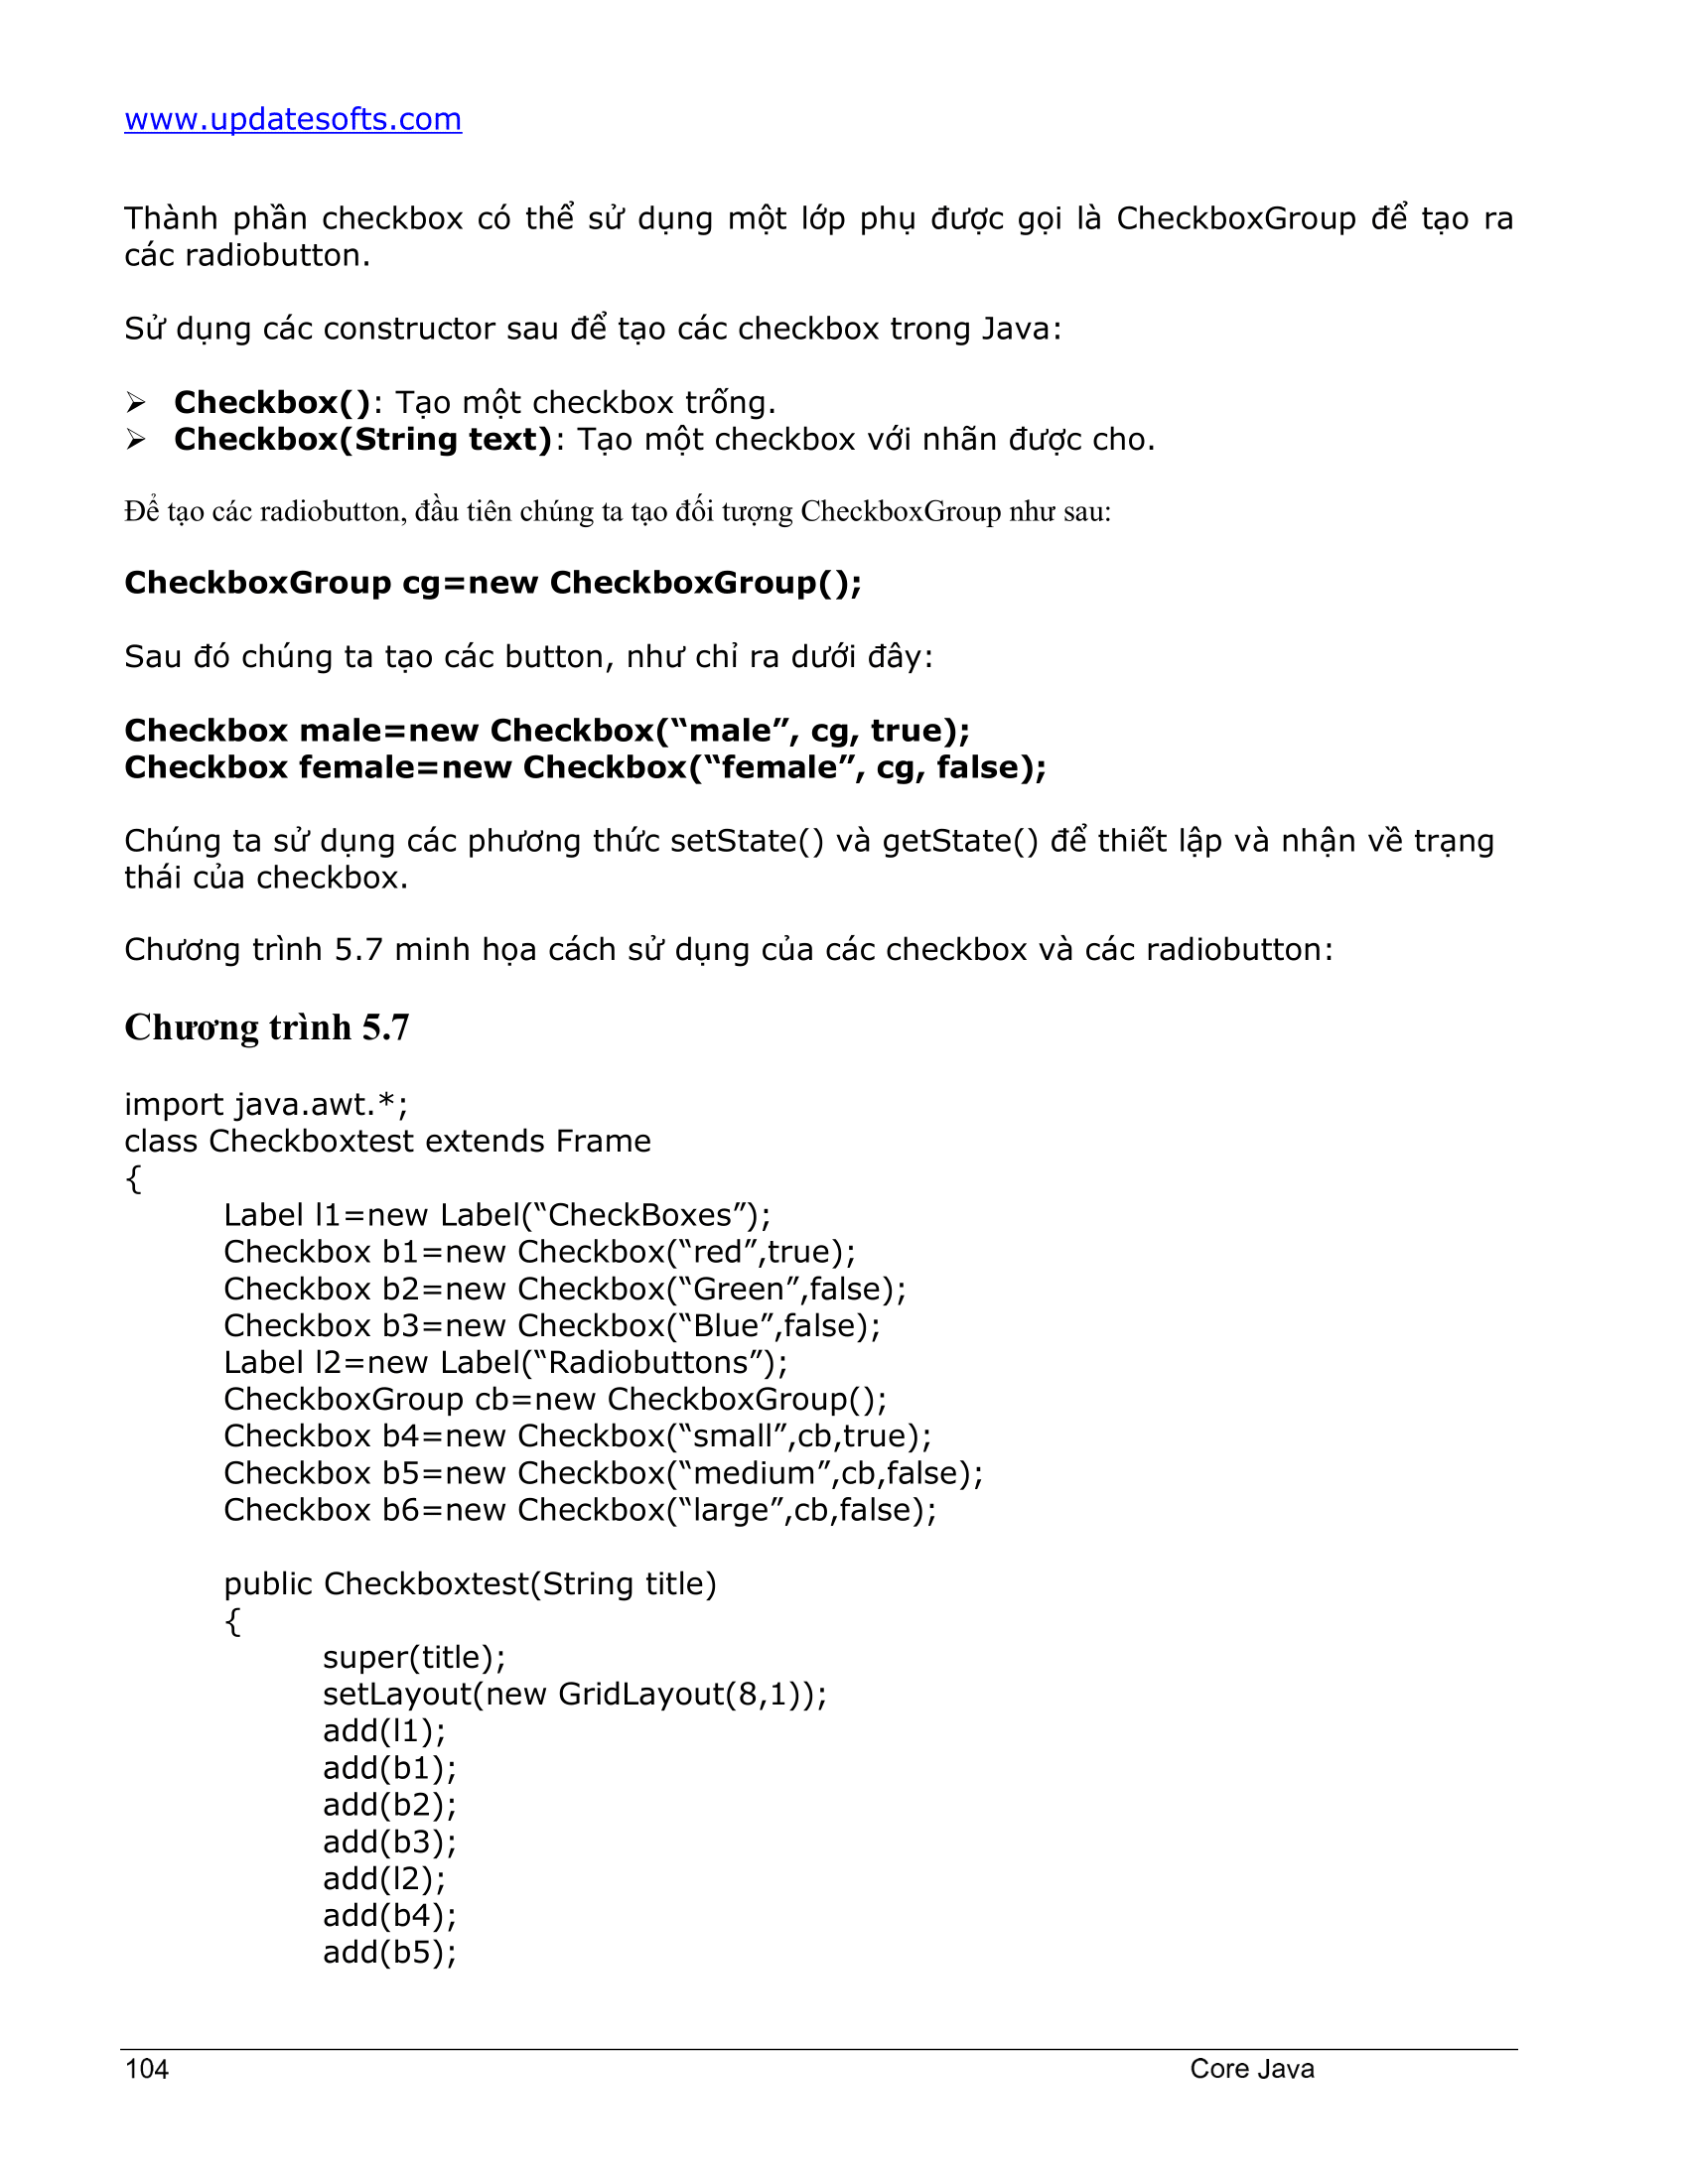 www.updatesofts.com
Thành phần checkbox có thể sử dụng một lớp phụ được gọi là CheckboxGroup để tạo ra
các radiobutton.
Sử dụng các constructor sau để tạo các checkbox trong Java:
➢ Checkbox(): Tạo một checkbox trống.
➢ Checkbox(String text): Tạo một checkbox với nhãn được cho.
Để tạo các radiobutton, đầu tiên chúng ta tạo đối tượng CheckboxGroup như sau:
CheckboxGroup cg=new CheckboxGroup();
Sau đó chúng ta tạo các button, như chỉ ra dưới đây:
Checkbox male=new Checkbox(“male”, cg, true);
Checkbox female=new Checkbox(“female”, cg, false);
Chúng ta sử dụng các phương thức setState() và getState() để thiết lập và nhận về trạng
thái của checkbox.
Chương trình 5.7 minh họa cách sử dụng của các checkbox và các radiobutton:
Chương trình 5.7
import java.awt.*;
class Checkboxtest extends Frame
{
Label l1=new Label(“CheckBoxes”);
Checkbox b1=new Checkbox(“red”,true);
Checkbox b2=new Checkbox(“Green”,false);
Checkbox b3=new Checkbox(“Blue”,false);
Label l2=new Label(“Radiobuttons”);
CheckboxGroup cb=new CheckboxGroup();
Checkbox b4=new Checkbox(“small”,cb,true);
Checkbox b5=new Checkbox(“medium”,cb,false);
Checkbox b6=new Checkbox(“large”,cb,false);
public Checkboxtest(String title)
{
super(title);
setLayout(new GridLayout(8,1));
add(l1);
add(b1);
add(b2);
add(b3);
add(l2);
add(b4);
add(b5);
104 Core Java